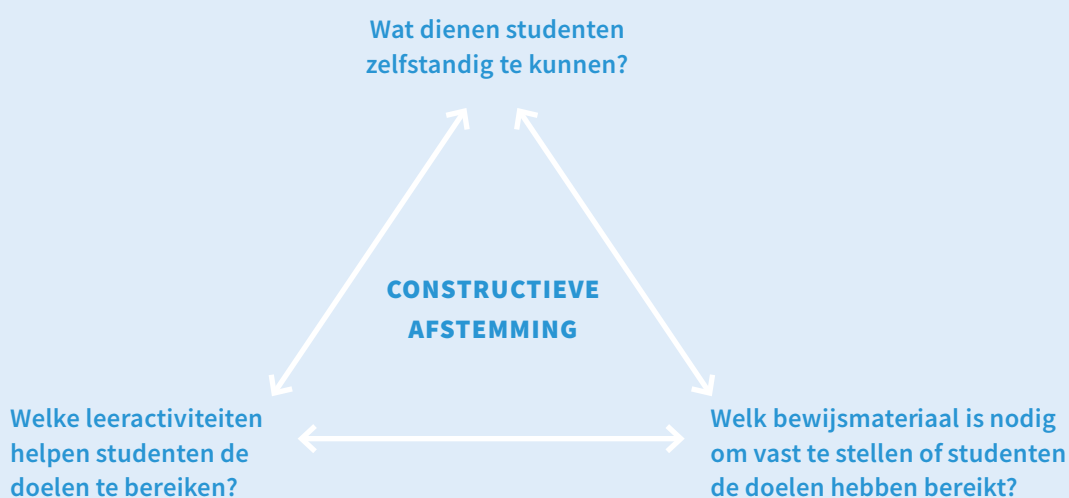 Wat dienen studenten
zelfstandig te kunnen?
CONSTRUCTIEVE
AFSTEMMING
Welke leeractiviteiten
helpen studenten de
doelen te bereiken?
Welk bewijsmateriaal is nodig
om vast te stellen of studenten
de doelen hebben bereikt?